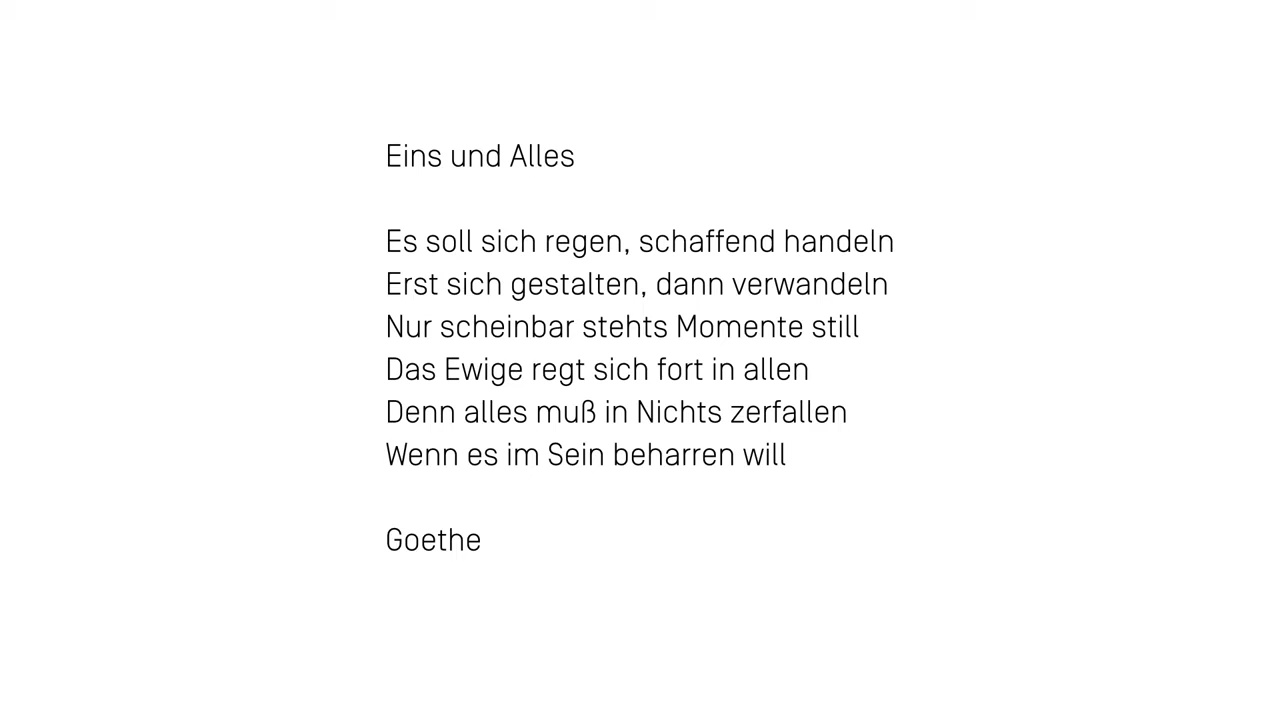 Eins und Alles
Es soll sich regen, schaffend handeln
Erst sich gestalten, dann verwandeln
Nur scheinbar stehts Momente still
Das Ewige regt sich fort in allen
Denn alles muß in Nichts zerfallen
Wenn es im Sein beharren will
Goethe